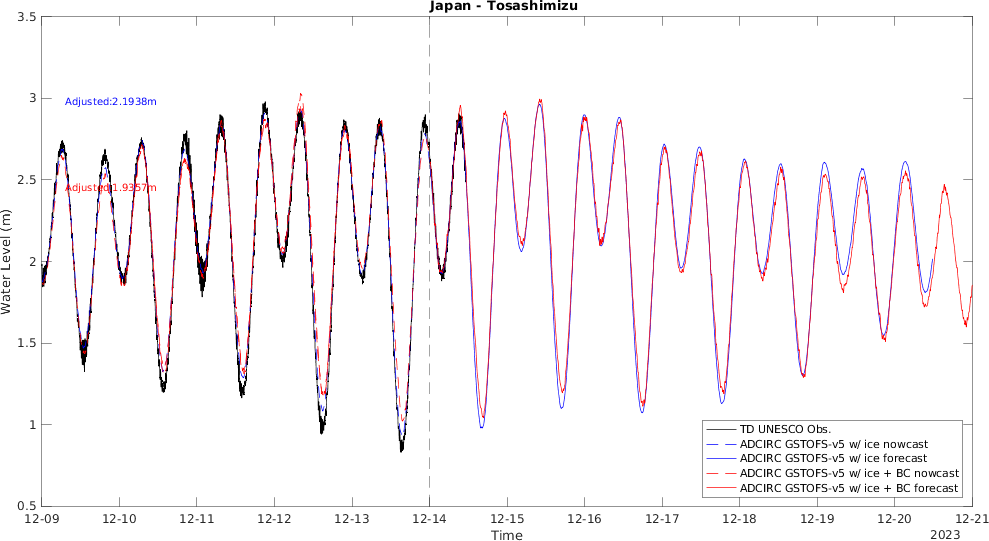 Japan - Tosashimizu
3.5
3
2.5
2
1.5
1
0.5
Water Level (m)
Adjusted:2.1938m
Adjusted:1.9357m
TD UNESCO Obs.
ADCIRC GSTOFS-v5 w/ ice nowcast
ADCIRC GSTOFS-v5 w/ ice forecast
ADCIRC GSTOFS-v5 w/ ice + BC nowcast
ADCIRC GSTOFS-v5 w/ ice + BC forecast
12-09 12-10 12-11 12-12 12-13 12-14 12-15 12-16 12-17 12-18 12-19 12-20 12-21
Time
2023